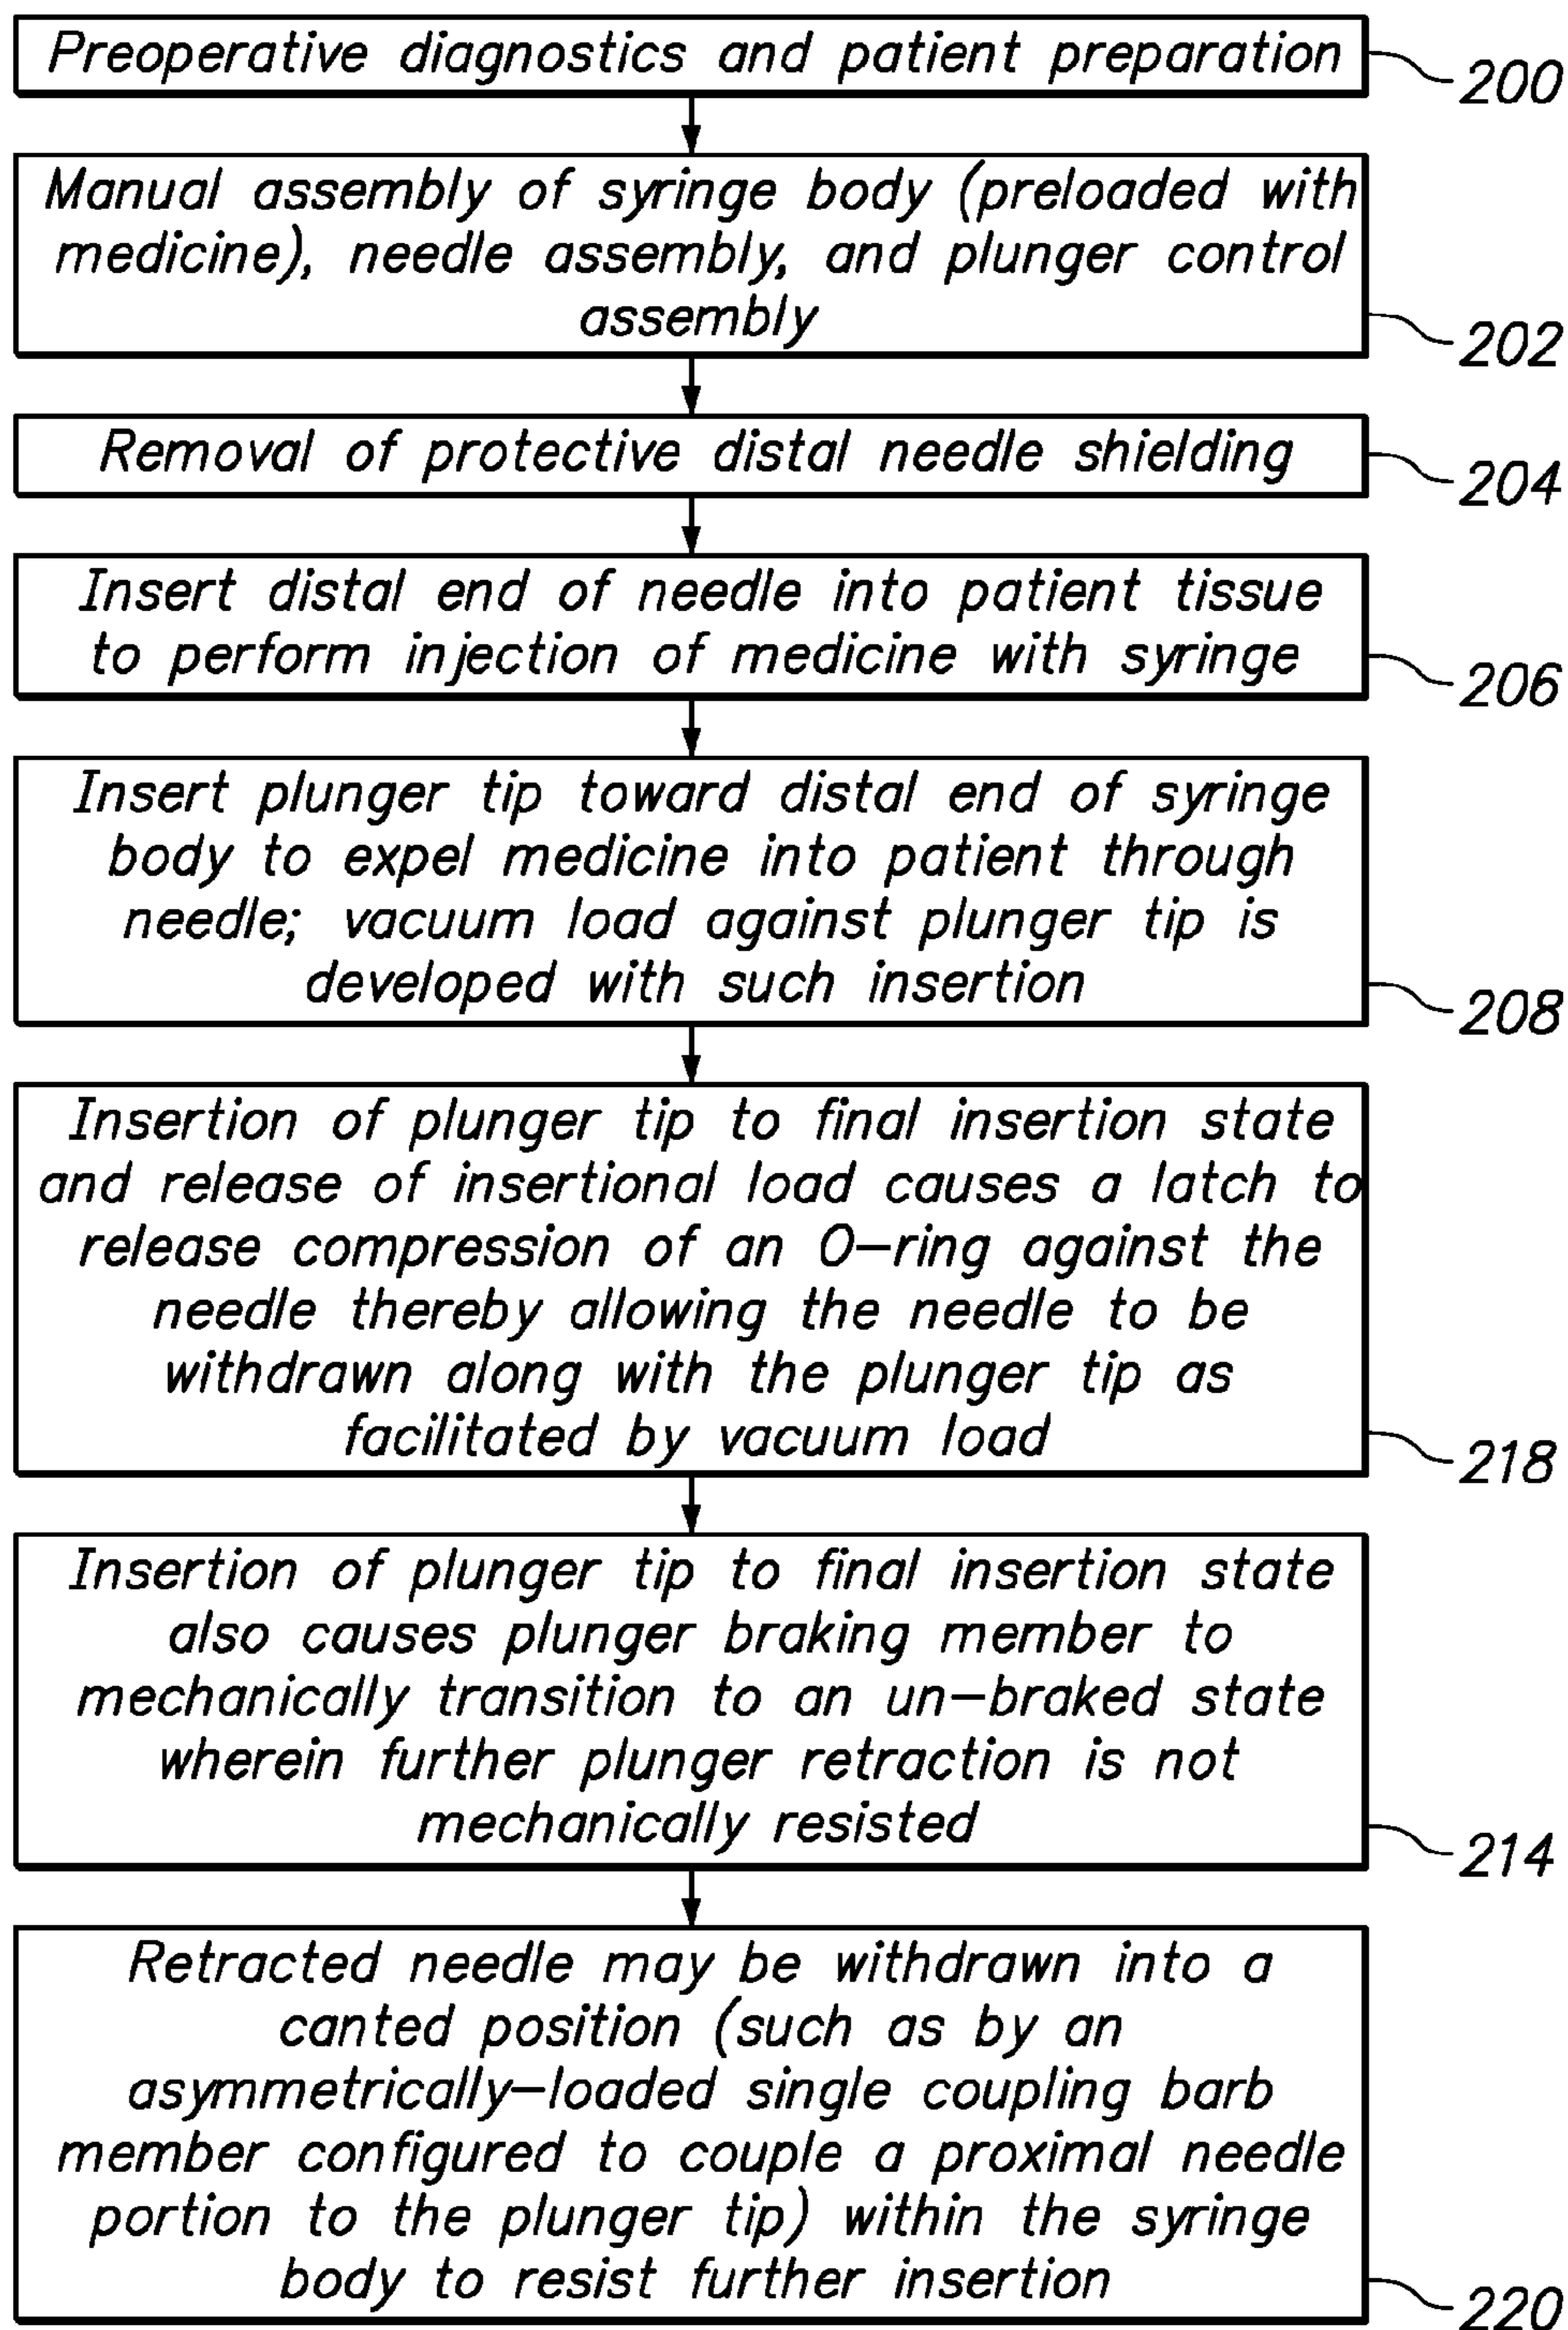 Preoperative diagnostics and patient preparation
200
Manual assembly of syringe body (preloaded with
medicine), needle assembly, and plunger control
assembly
202
Removal of protective distal needle shielding
204
Insert distal end of needle into patient tissue
to perform injection of medicine with syringe
206
Insert plunger tip toward distal end of syringe
body to expel medicine into patient through
needle; vacuum load against plunger tip is
developed with such insertion
208
Insertion of plunger tip to final insertion state
and release of insertional load causes a latch to
release compression of an O-ring against the
needle thereby allowing the needle to be
withdrawn along with the plunger tip as
facilitated by vacuum load
218
Insertion of plunger tip to final insertion state
also causes plunger braking member to
mechanically transition to an un-braked state
wherein further plunger retraction is not
mechanically resisted
214
Retracted needle may be withdrawn into a
canted position (such as by an
asymmetrically-loaded single coupling barb
member configured to couple a proximal needle
portion to the plunger tip) within the syringe
body to resist further insertion
220